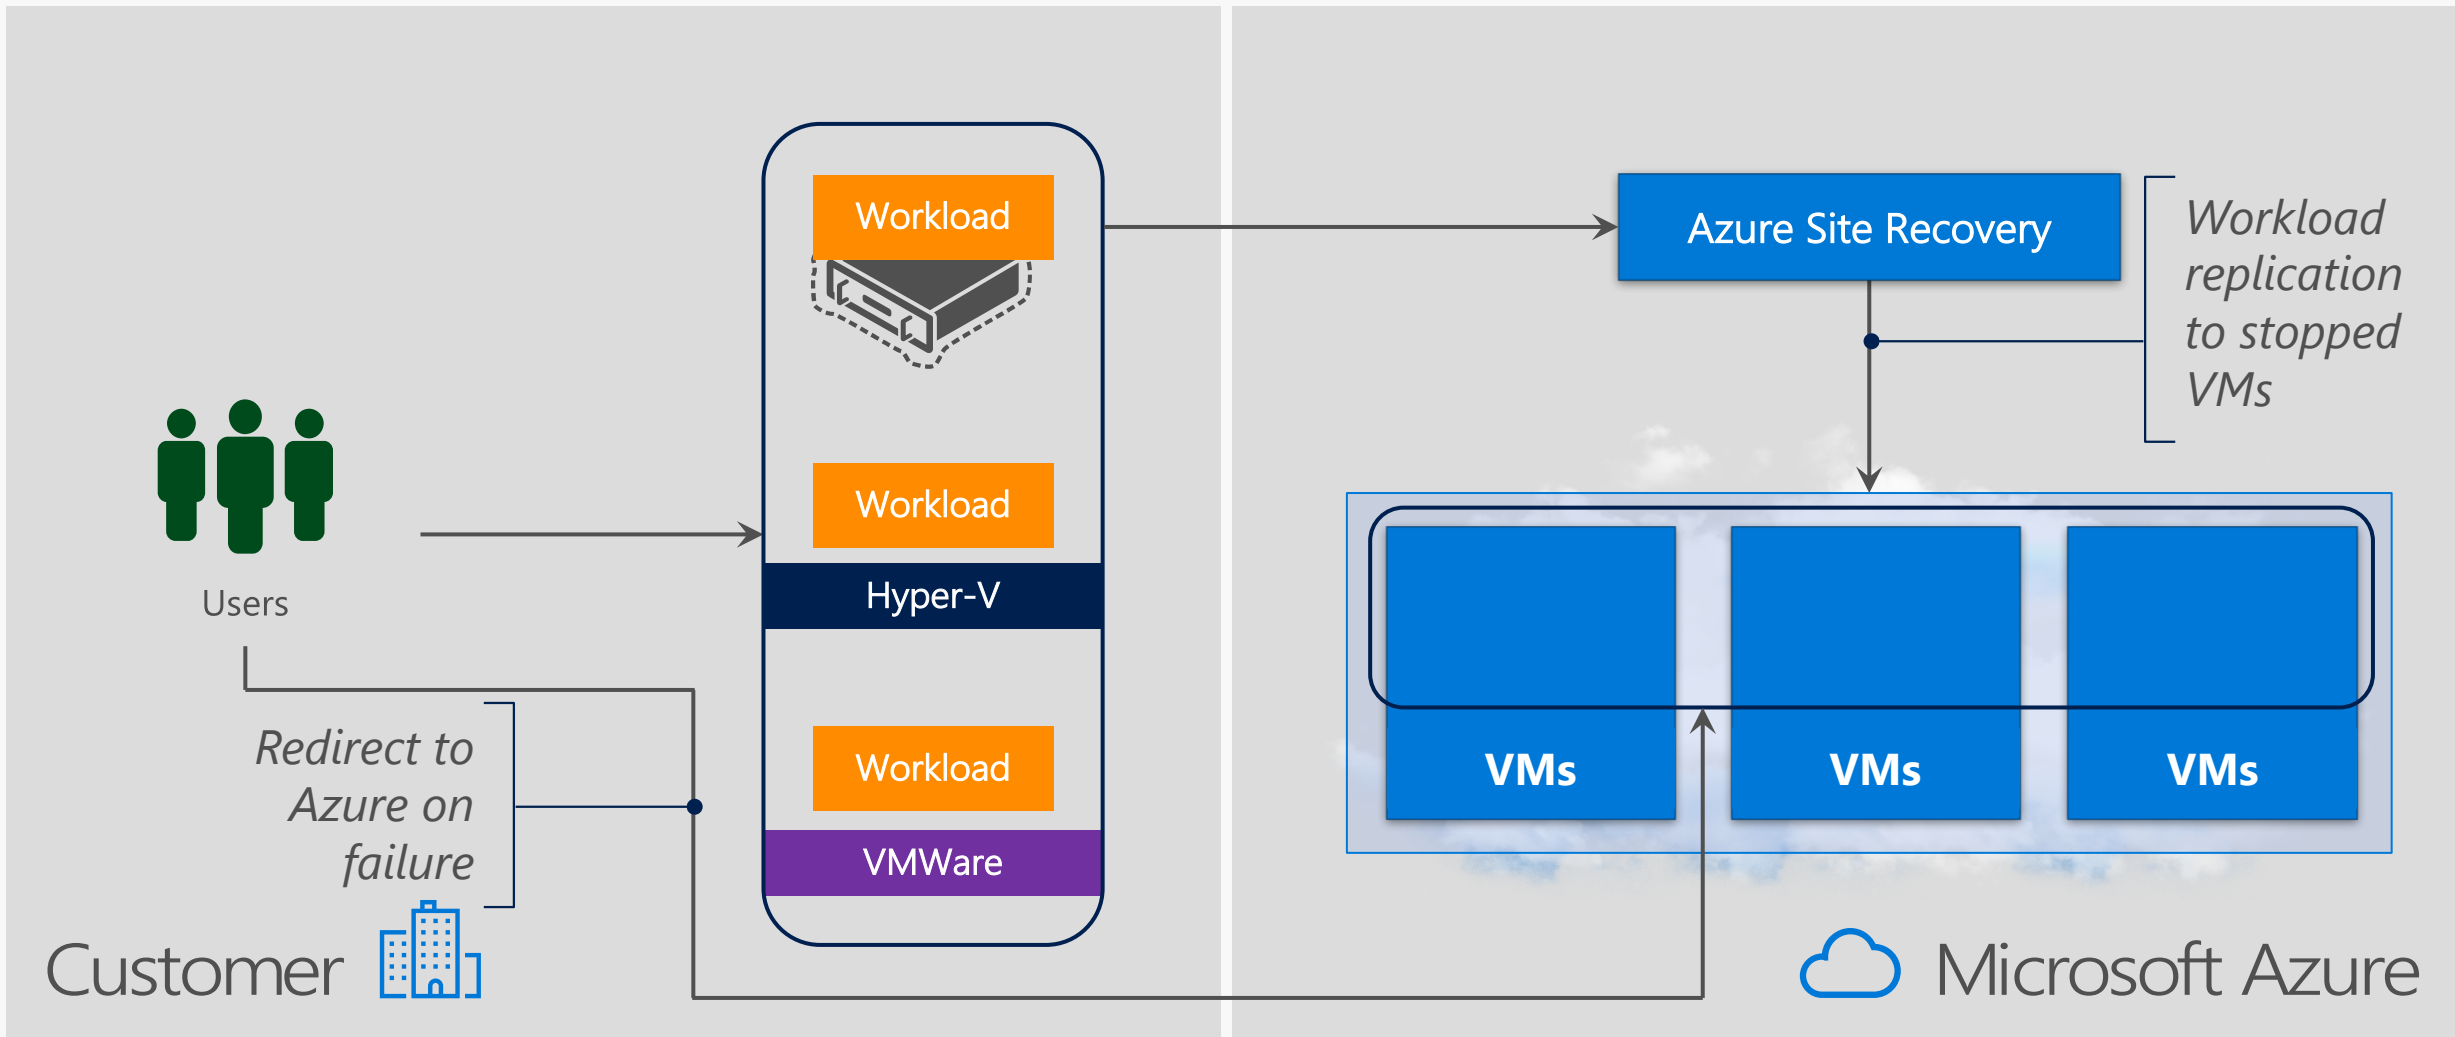 Workload
Azure Site Recovery
Workload
replication
to stopped
VMs
Workload
Hyper-V
Users
Workload
VMWare
Redirect to
Azure on
failure
VMs
VMs
VMs
Customer
Microsoft Azure